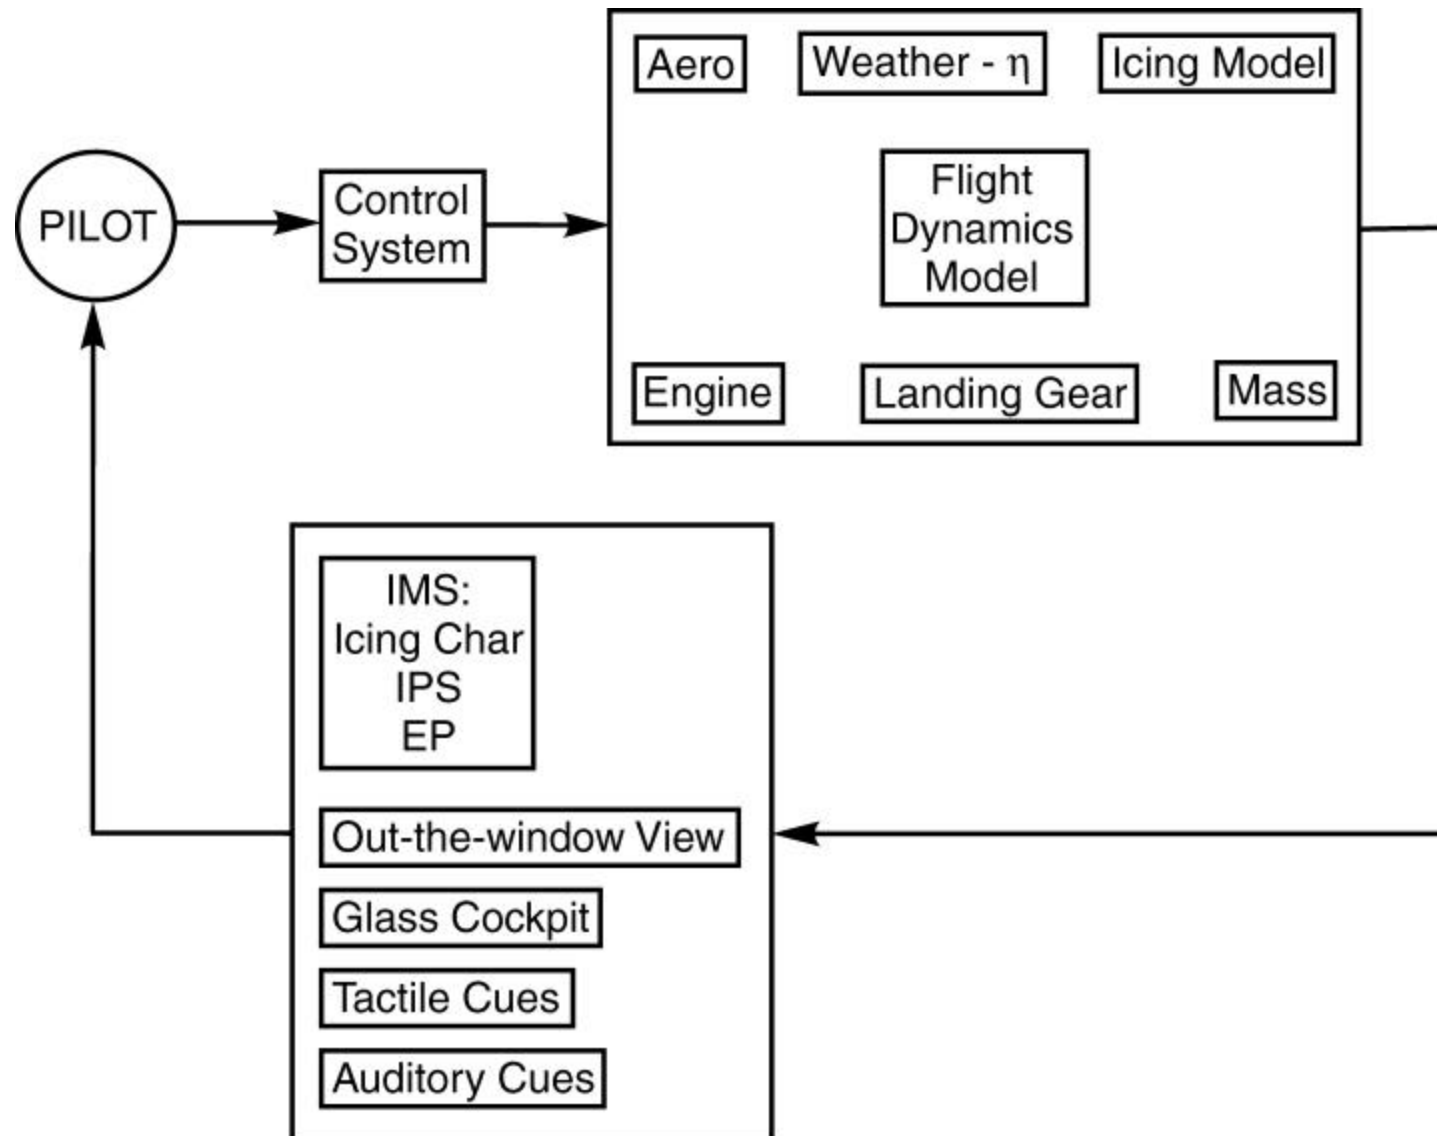 Aero
Weather - η
Icing Model
PILOT
Control
System
Flight
Dynamics
Model
Engine
Landing Gear
Mass
IMS:
Icing Char
IPS
EP
Out-the-window View
Glass Cockpit
Tactile Cues
Auditory Cues